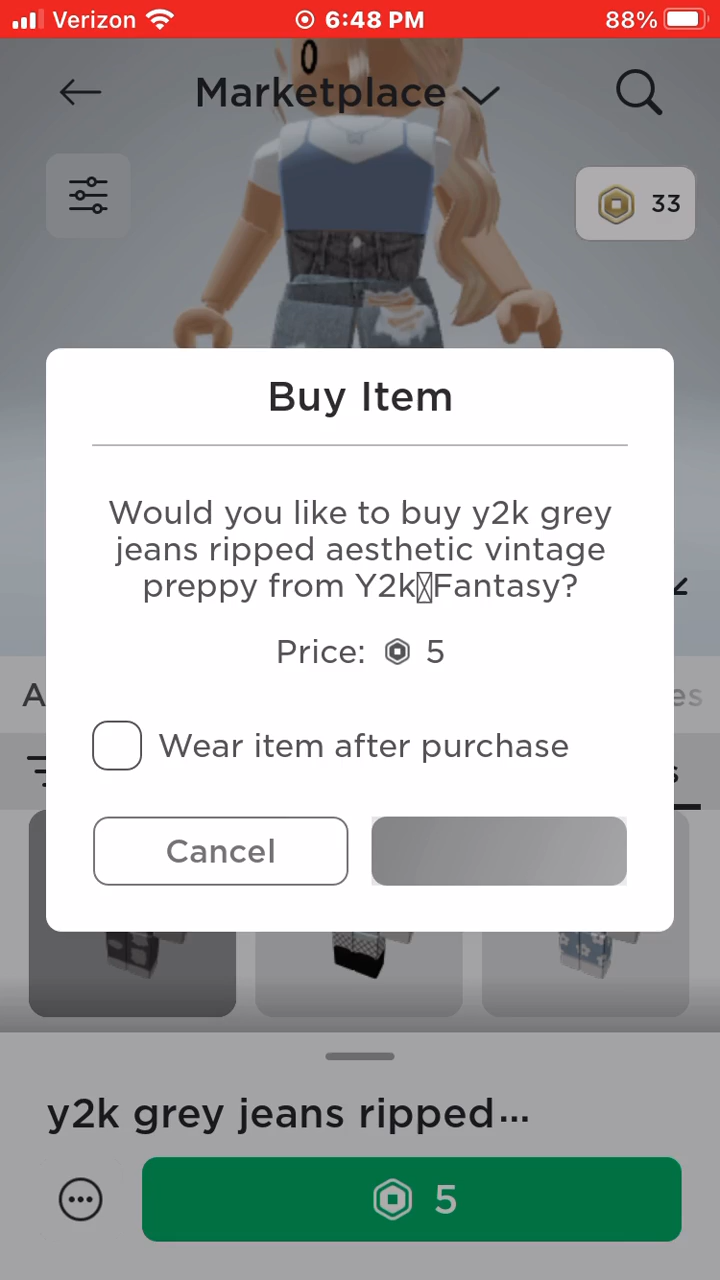 Verizon 6:48 PM 88%
Marketplace
33
Buy Item
Would you like to buy y2k grey
jeans ripped aesthetic vintage
preppy from Y2k Fantasy?
Price: 5
A
es
Wear item after purchase
s
Cancel
y2k grey jeans ripped...
5